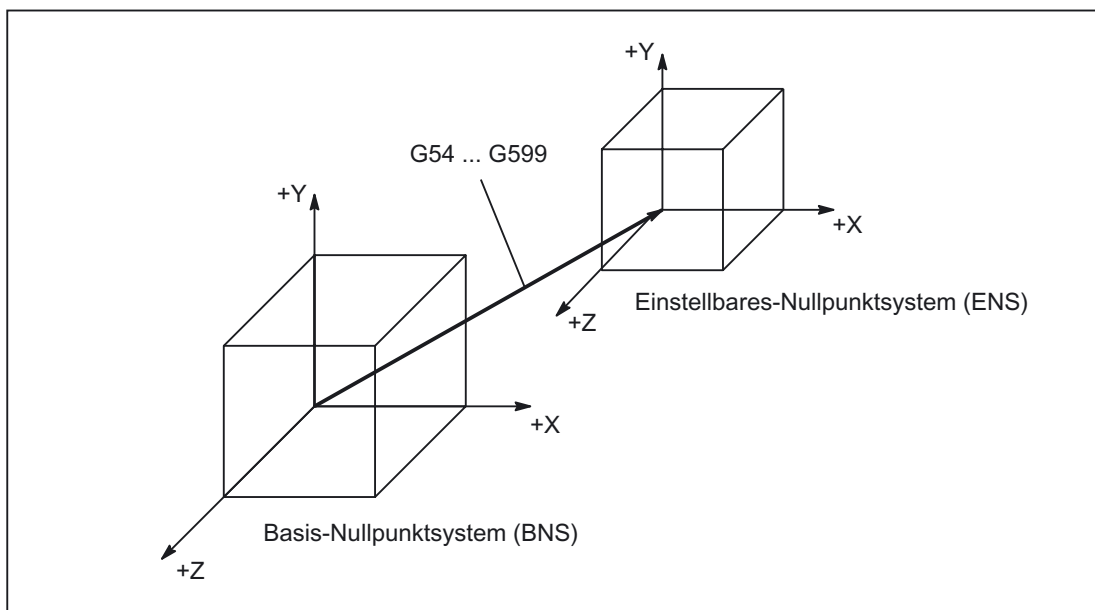 +Y
G54 ... G599
+Y
+X
Einstellbares-Nullpunktsystem (ENS)
+Z
+X
Basis-Nullpunktsystem (BNS)
+Z